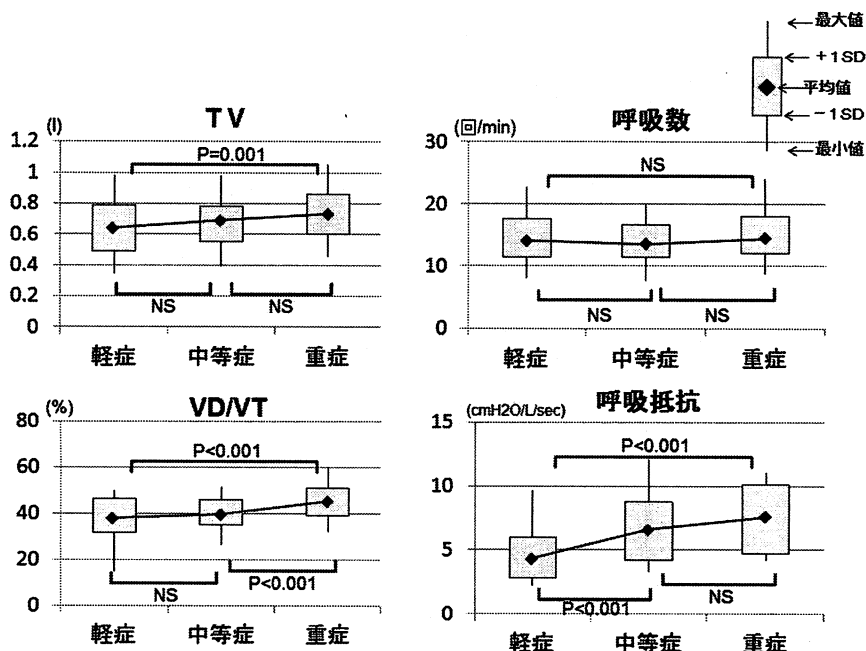 最大値
+1SD
平均値
-1SD
最小値
TV
(l)
1.2
1
0.8
0.6
0.4
0.2
0
P=0.001
NS
NS
軽症
中等症
重症
呼吸数
(回/min)
30
20
10
0
NS
NS
NS
軽症
中等症
重症
VD/VT
(%)
80
60
40
20
0
P<0.001
NS
P<0.001
軽症
中等症
重症
呼吸抵抗
(cmH2O/L/sec)
15
10
5
0
P<0.001
P<0.001
NS
軽症
中等症
重症